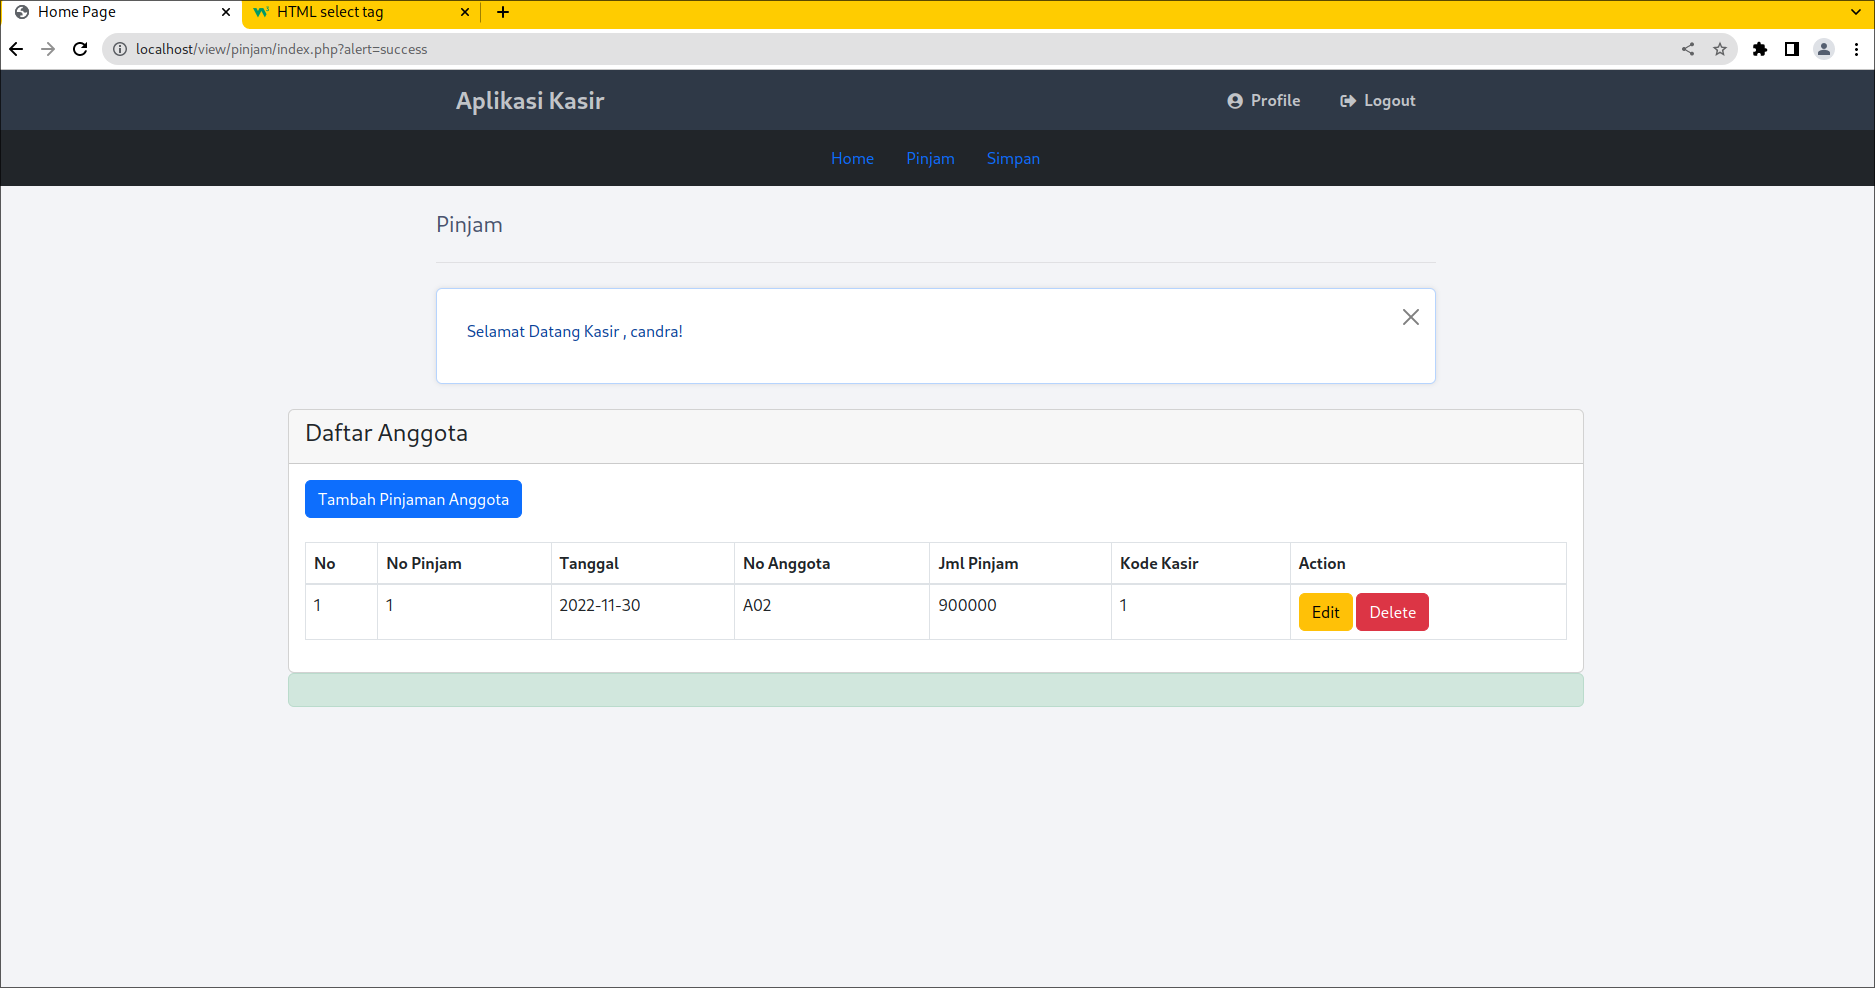 Home Page
HTML select tag
localhost/view/pinjam/index.php?alert=success
Aplikasi Kasir
Profile
Logout
Home
Pinjam
Simpan
Pinjam
Selamat Datang Kasir , candra!
Daftar Anggota
Tambah Pinjaman Anggota
No
No Pinjam
Tanggal
No Anggota
Jml Pinjam
Kode Kasir
Action
1
1
2022-11-30
A02
900000
1
Edit
Delete